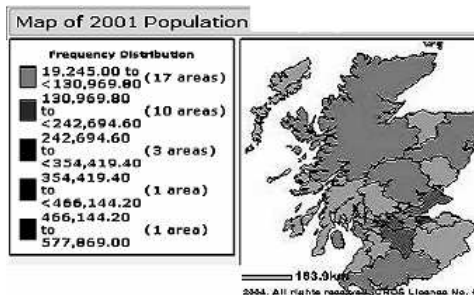 Map of 2001 Population
Frequency Distribution
19,245.00 to
<130,969.80 (17 areas)
130,969.80
to (10 areas)
<242,694.60
242,694.60
to (3 areas)
<354,419.40
354,419.40
to (1 area)
<466,144.20
466,144.20
to (1 area)
577,869.00
183.9km
2004. All rights reserved. License No.